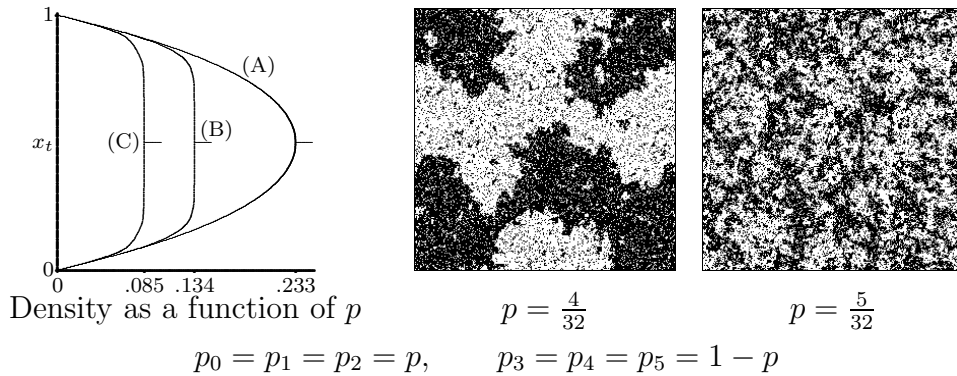 1
(A)
(B)
(C)
x_t
0
0 .085 .134 .233
Density as a function of p
p = 4/32
p = 5/32
p_0 = p_1 = p_2 = p, p_3 = p_4 = p_5 = 1 − p